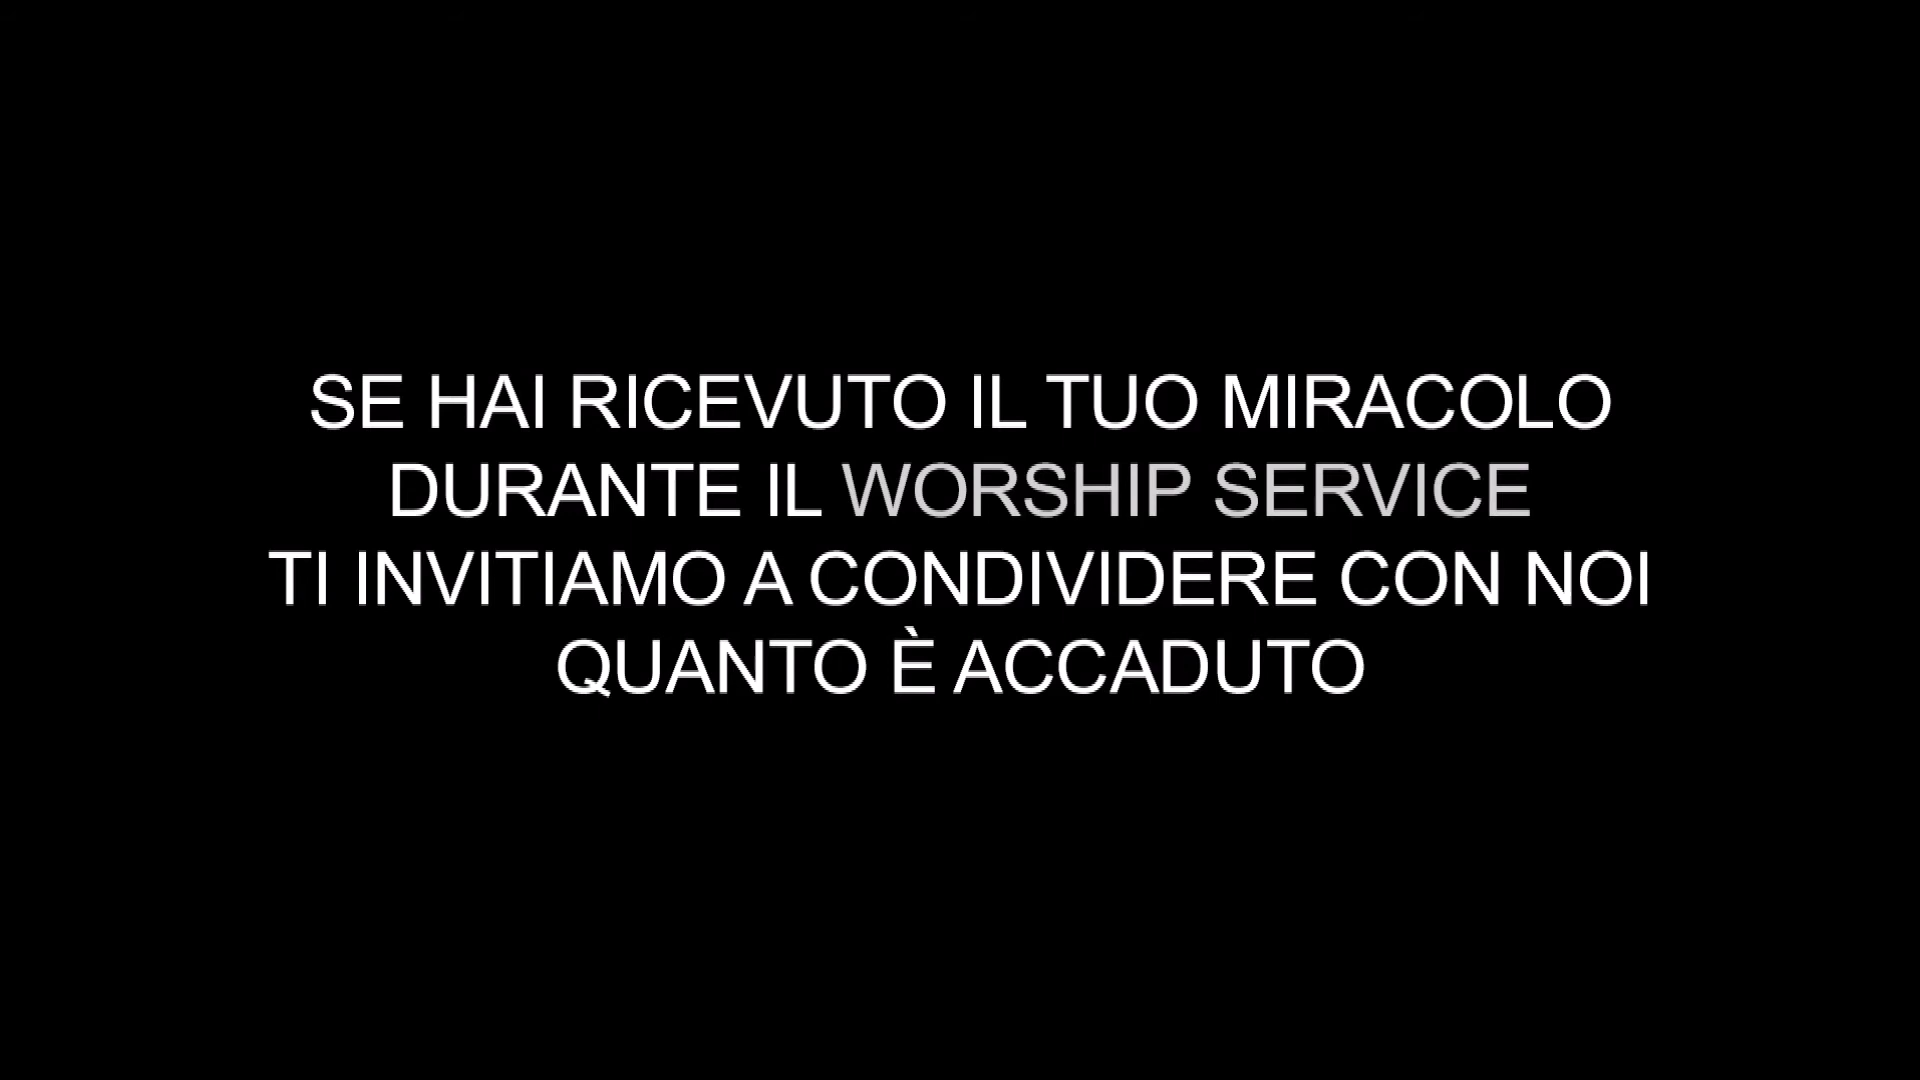 SE HAI RICEVUTO IL TUO MIRACOLO
DURANTE IL WORSHIP SERVICE
TI INVITIAMO A CONDIVIDERE CON NOI
QUANTO È ACCADUTO